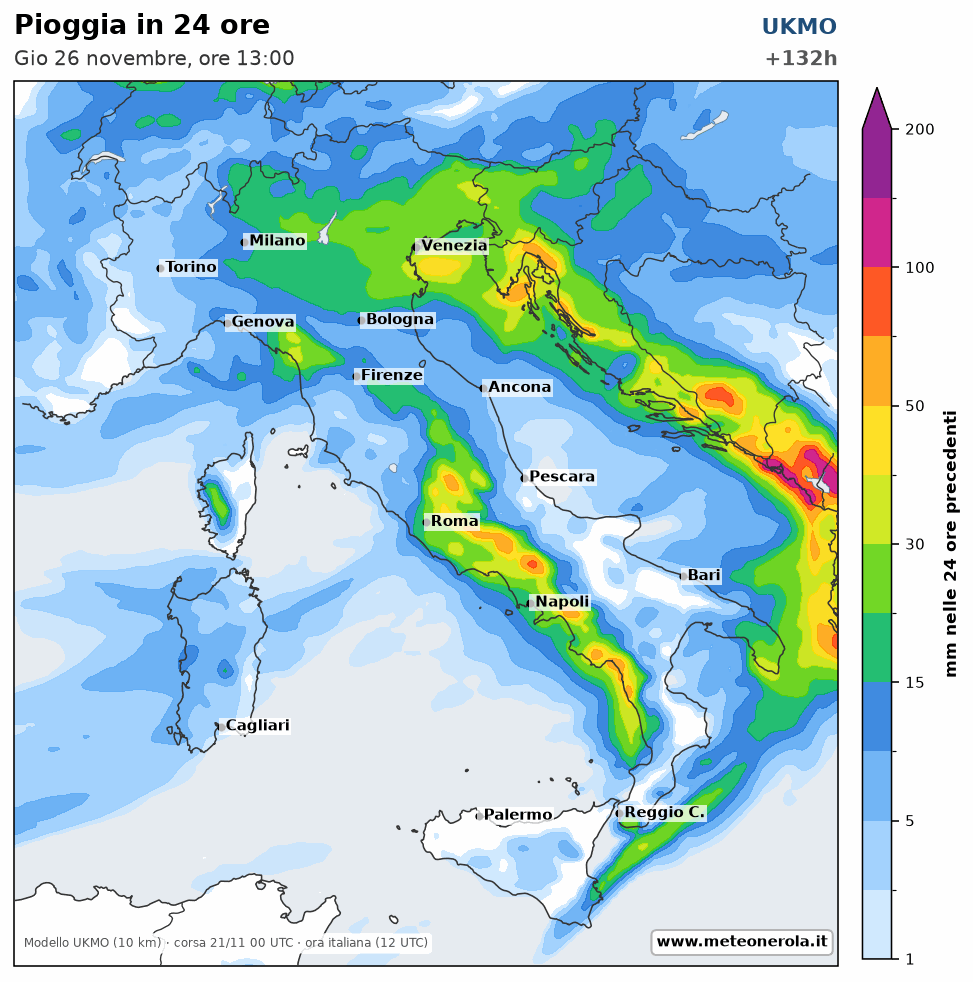 Pioggia in 24 ore
UKMO
Gio 26 novembre, ore 13:00
+132h
200
100
50
30
15
5
1
mm nelle 24 ore precedenti
Milano
Venezia
Torino
Genova
Bologna
Firenze
Ancona
Pescara
Roma
Bari
Napoli
Cagliari
Palermo
Reggio C.
Modello UKMO (10 km) · corsa 21/11 00 UTC · ora italiana (12 UTC)
www.meteonerola.it